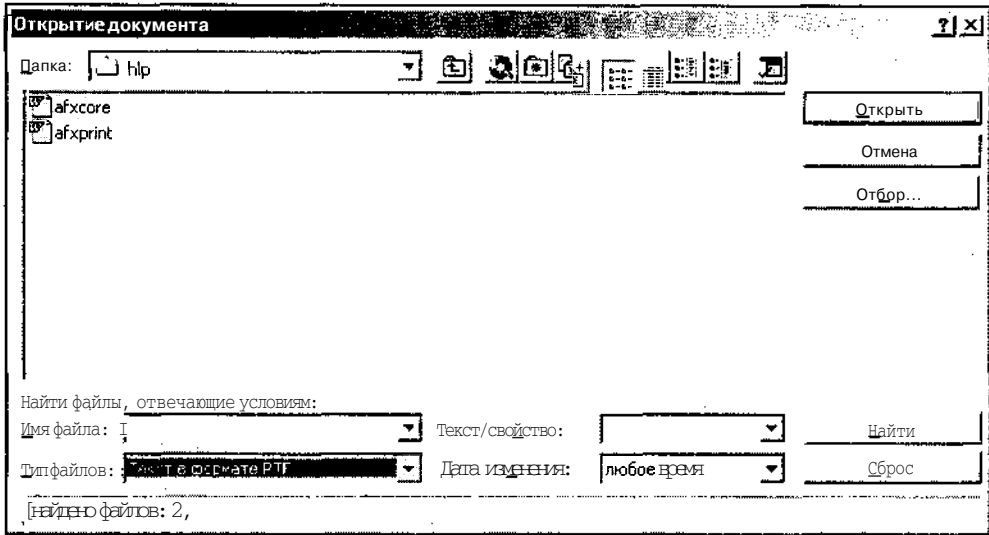 Открытие документа
Папка: hlp
afxcore
afxprint
Открыть
Отмена
Отбор...
Найти файлы, отвечающие условиям:
Имя файла:
Текст/свойство:
Найти
Тип файлов: Текст в формате RTF
Дата изменения: любое время
Сброс
[найдено файлов: 2,